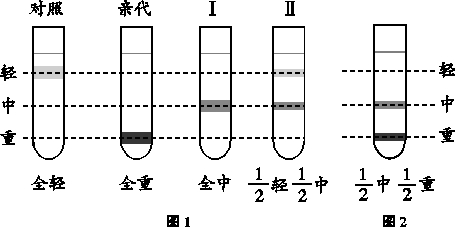 对照 亲代 Ⅰ Ⅱ
轻 轻
中 中
重 重
全轻 全重 全中 1/2轻1/2中 1/2中1/2重
图1 图2